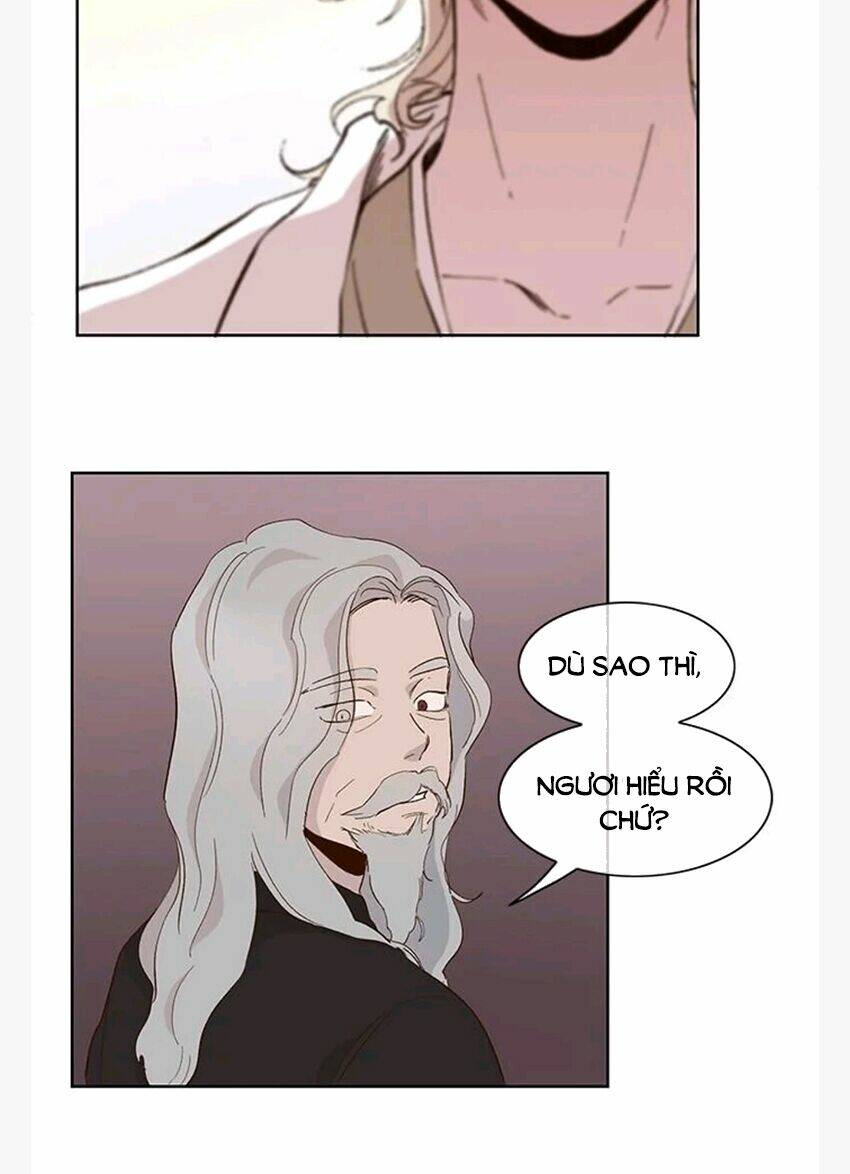 DÙ SAO THÌ,
NGƯƠI HIỂU RỒI
CHỨ?